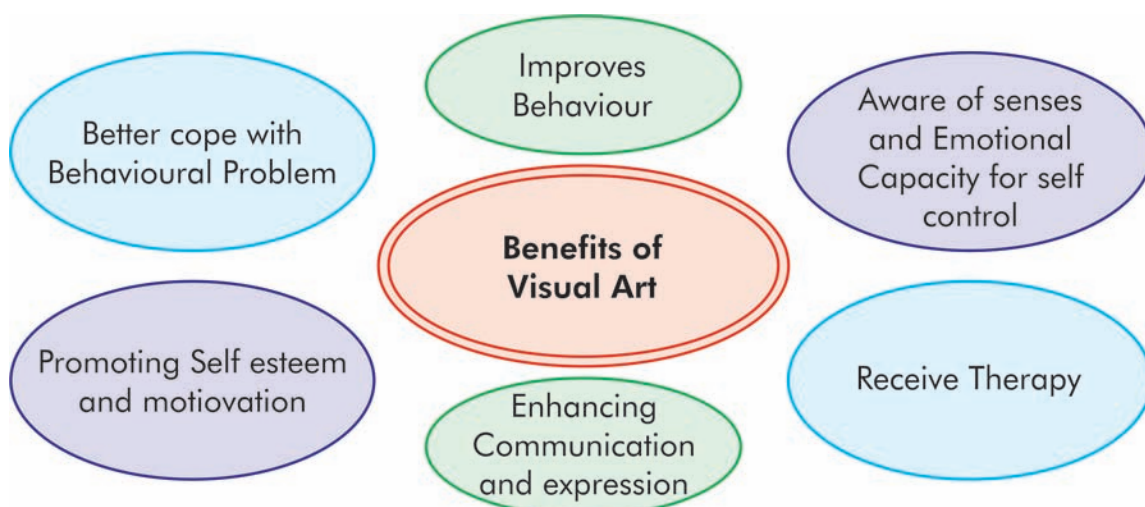 Improves
Behaviour
Better cope with
Behavioural Problem
Aware of senses
and Emotional
Capacity for self
control
Benefits of
Visual Art
Promoting Self esteem
and motiovation
Receive Therapy
Enhancing
Communication
and expression